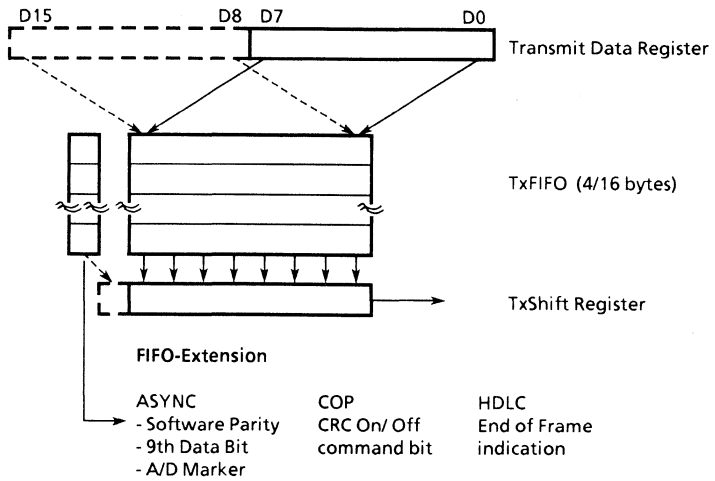 D15 D8 D7 D0
Transmit Data Register
TxFIFO (4/16 bytes)
TxShift Register
FIFO-Extension
ASYNC
- Software Parity
- 9th Data Bit
- A/D Marker
COP
CRC On/ Off
command bit
HDLC
End of Frame
indication